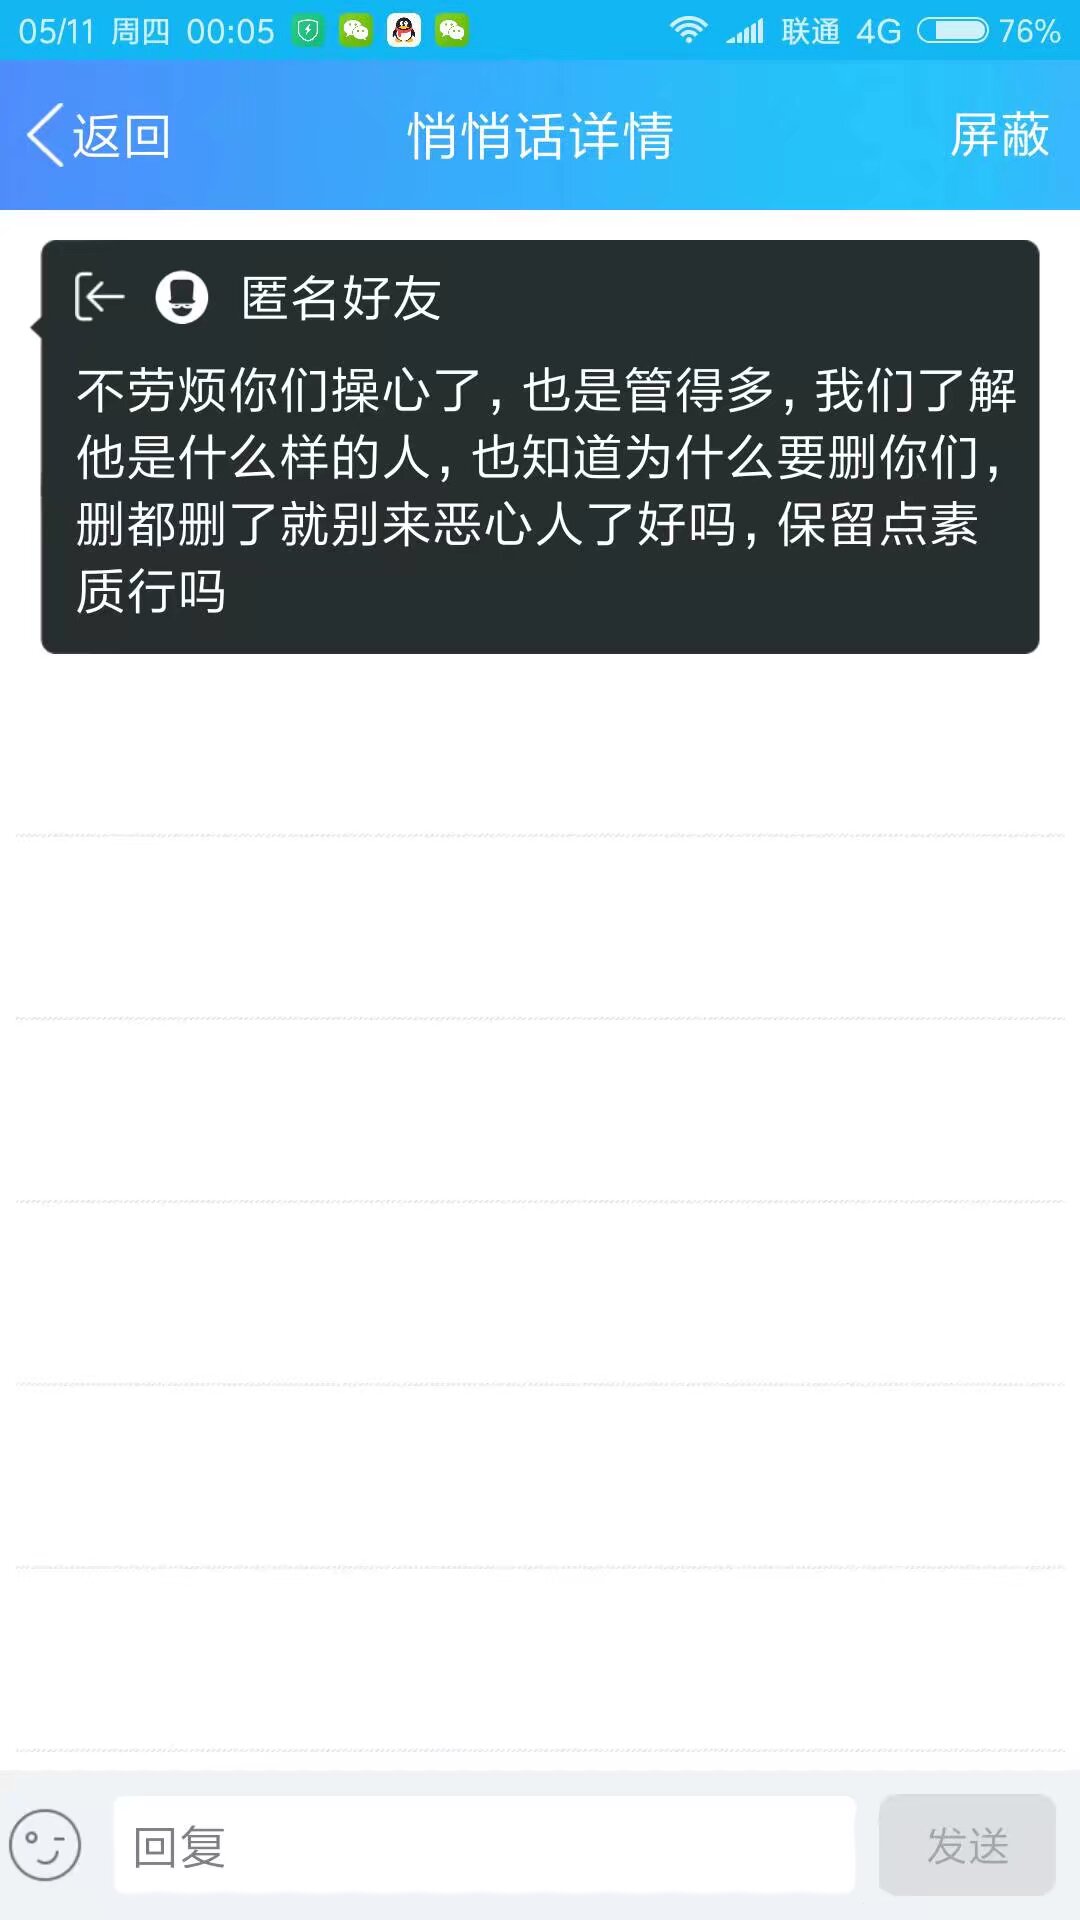 05/11 周四 00:05 联通 4G 76%
返回 悄悄话详情 屏蔽
匿名好友
不劳烦你们操心了,也是管得多,我们了解
他是什么样的人,也知道为什么要删你们,
删都删了就别来恶心人了好吗,保留点素
质行吗
回复 发送